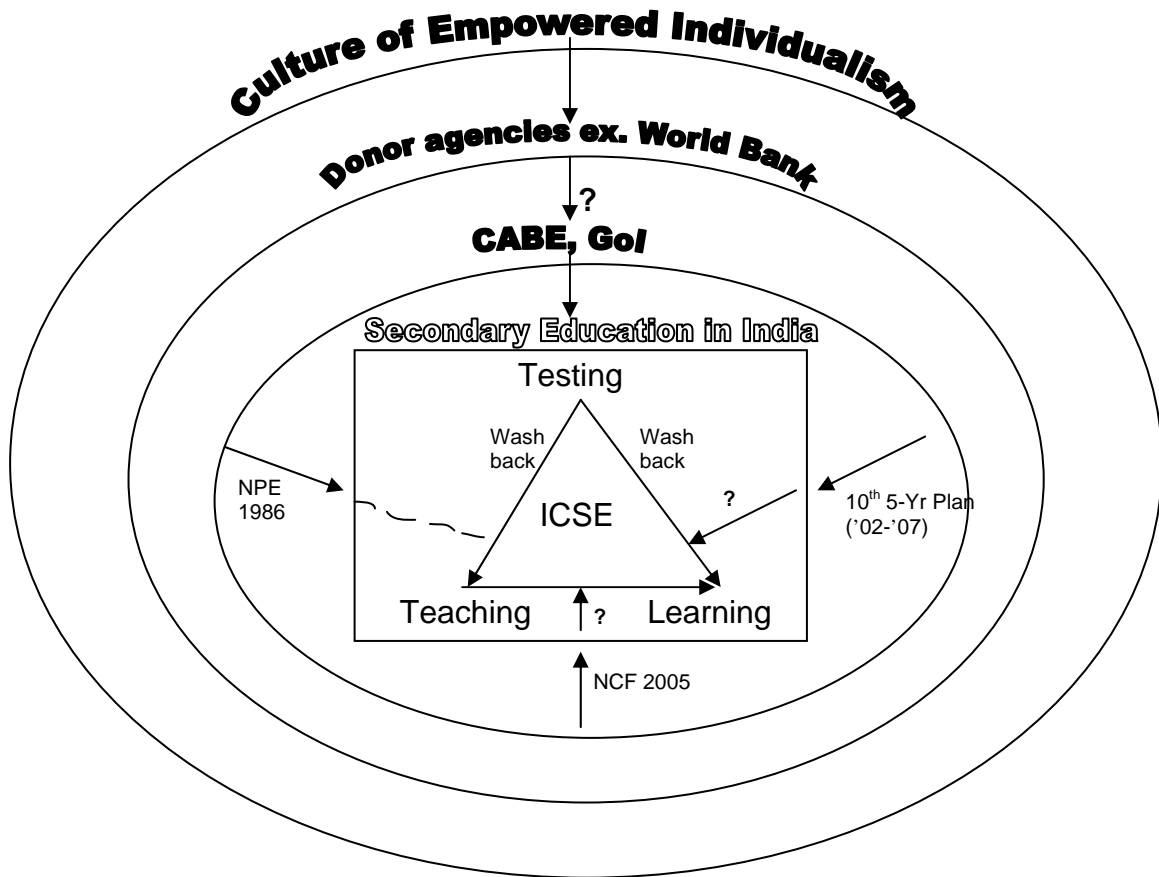 Culture of Empowered Individualism
Donor agencies ex. World Bank
?
CABE, GoI
Secondary Education in India
Testing
Wash
back
Wash
back
NPE
1986
ICSE
?
10th 5-Yr Plan
('02-'07)
Teaching
?
Learning
NCF 2005